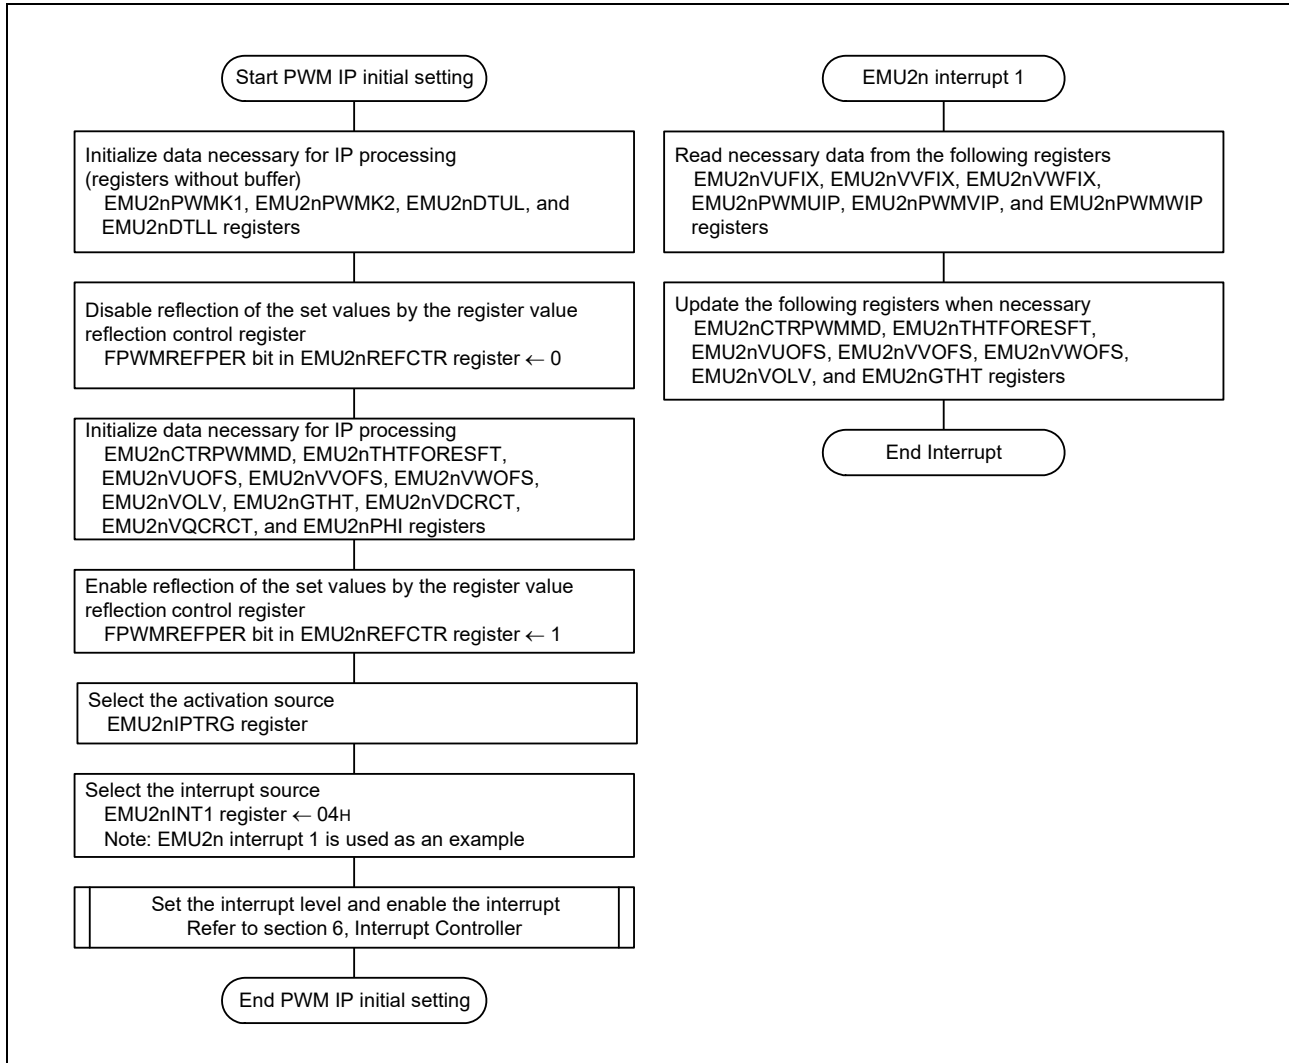 Start PWM IP initial setting
Initialize data necessary for IP processing
(registers without buffer)
EMU2nPWMK1, EMU2nPWMK2, EMU2nDTUL, and
EMU2nDTLL registers
Disable reflection of the set values by the register value
reflection control register
FPWMREFPER bit in EMU2nREFCTR register ← 0
Initialize data necessary for IP processing
EMU2nCTRPWMMD, EMU2nTHTFORESFT,
EMU2nVUOFS, EMU2nVVOFS, EMU2nVWOFS,
EMU2nVOLV, EMU2nGTHT, EMU2nVDCRCT,
EMU2nVQCRCT, and EMU2nPHI registers
Enable reflection of the set values by the register value
reflection control register
FPWMREFPER bit in EMU2nREFCTR register ← 1
Select the activation source
EMU2nIPTRG register
Select the interrupt source
EMU2nINT1 register ← 04H
Note: EMU2n interrupt 1 is used as an example
Set the interrupt level and enable the interrupt
Refer to section 6, Interrupt Controller
End PWM IP initial setting
EMU2n interrupt 1
Read necessary data from the following registers
EMU2nVUFIX, EMU2nVVFIX, EMU2nVWFIX,
EMU2nPWMUIP, EMU2nPWMVIP, and EMU2nPWMWIP
registers
Update the following registers when necessary
EMU2nCTRPWMMD, EMU2nTHTFORESFT,
EMU2nVUOFS, EMU2nVVOFS, EMU2nVWOFS,
EMU2nVOLV, and EMU2nGTHT registers
End Interrupt